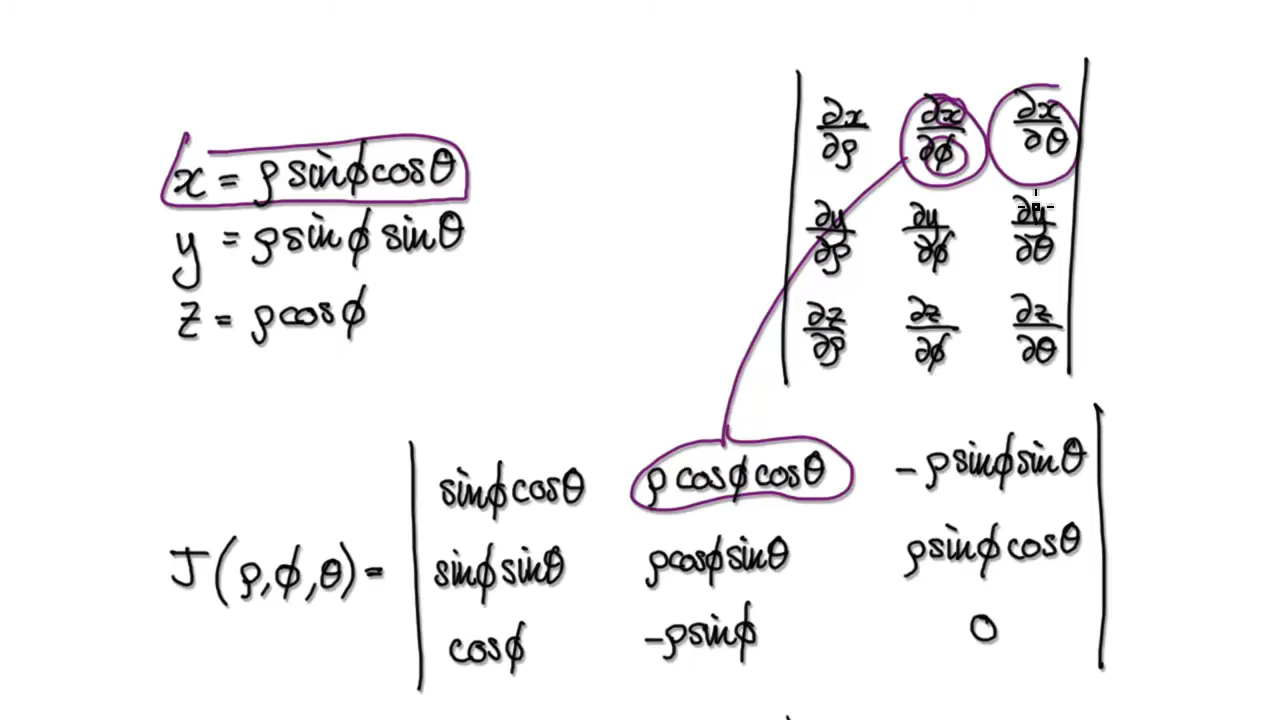 x = ρ sinϕ cosθ
y = ρ sinϕ sinθ
z = ρ cosϕ
∂x/∂ρ ∂x/∂ϕ ∂x/∂θ
∂y/∂ρ ∂y/∂ϕ ∂y/∂θ
∂z/∂ρ ∂z/∂ϕ ∂z/∂θ
sinϕ cosθ ρ cosϕ cosθ -ρ sinϕ sinθ
J(ρ,ϕ,θ) = sinϕ sinθ ρ cosϕ sinθ ρ sinϕ cosθ
cosϕ -ρ sinϕ 0